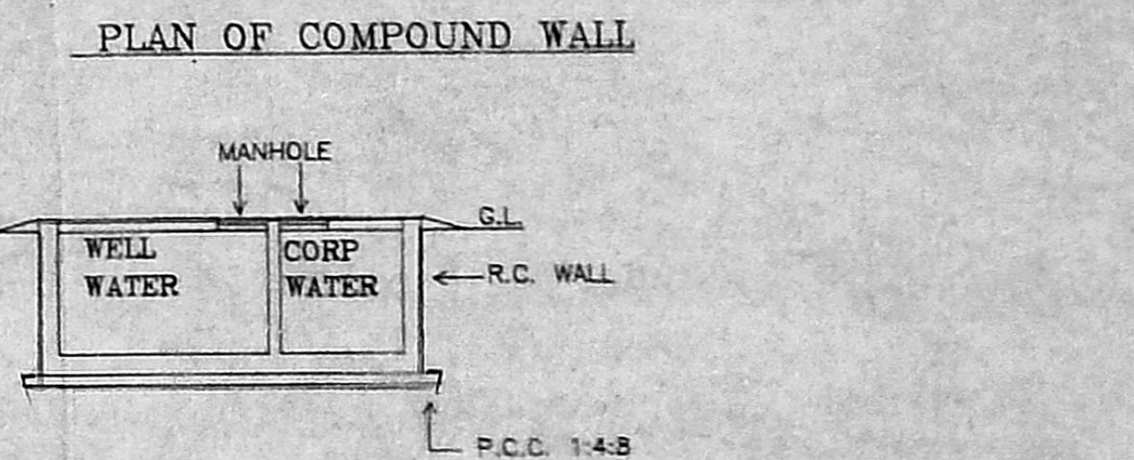 PLAN OF COMPOUND WALL
MANHOLE
G.L.
WELL
WATER
CORP
WATER
R.C. WALL
P.C.C. 1:4:8